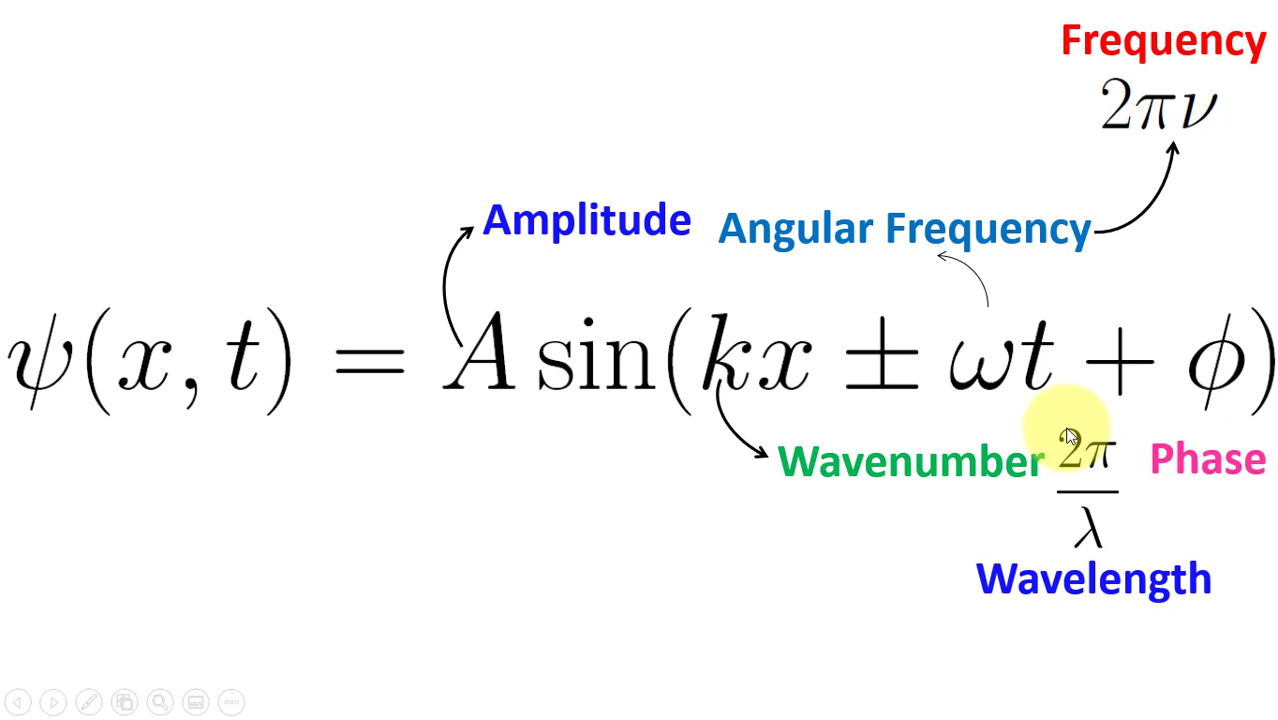 Frequency
2πν
Amplitude
Angular Frequency
ψ(x, t) = A sin(kx ± ωt + ϕ)
Wavenumber 2π/λ
Phase
Wavelength